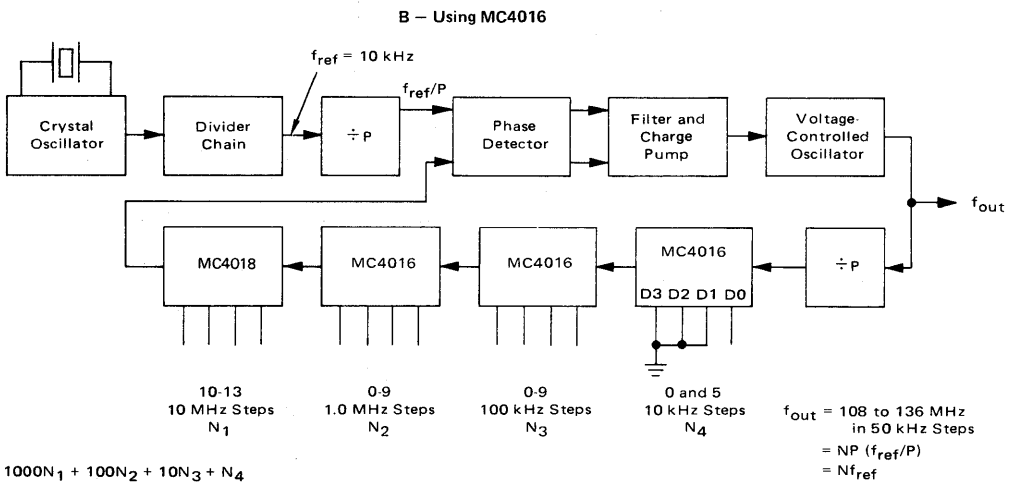 B – Using MC4016
f_ref = 10 kHz
f_ref/P
Crystal
Oscillator
Divider
Chain
÷P
Phase
Detector
Filter and
Charge
Pump
Voltage-
Controlled
Oscillator
f_out
MC4018
MC4016
MC4016
MC4016
D3 D2 D1 D0
÷P
10-13
10 MHz Steps
N1
0-9
1.0 MHz Steps
N2
0-9
100 kHz Steps
N3
0 and 5
10 kHz Steps
N4
f_out = 108 to 136 MHz
in 50 kHz Steps
= NP (f_ref/P)
= Nf_ref
1000N1 + 100N2 + 10N3 + N4